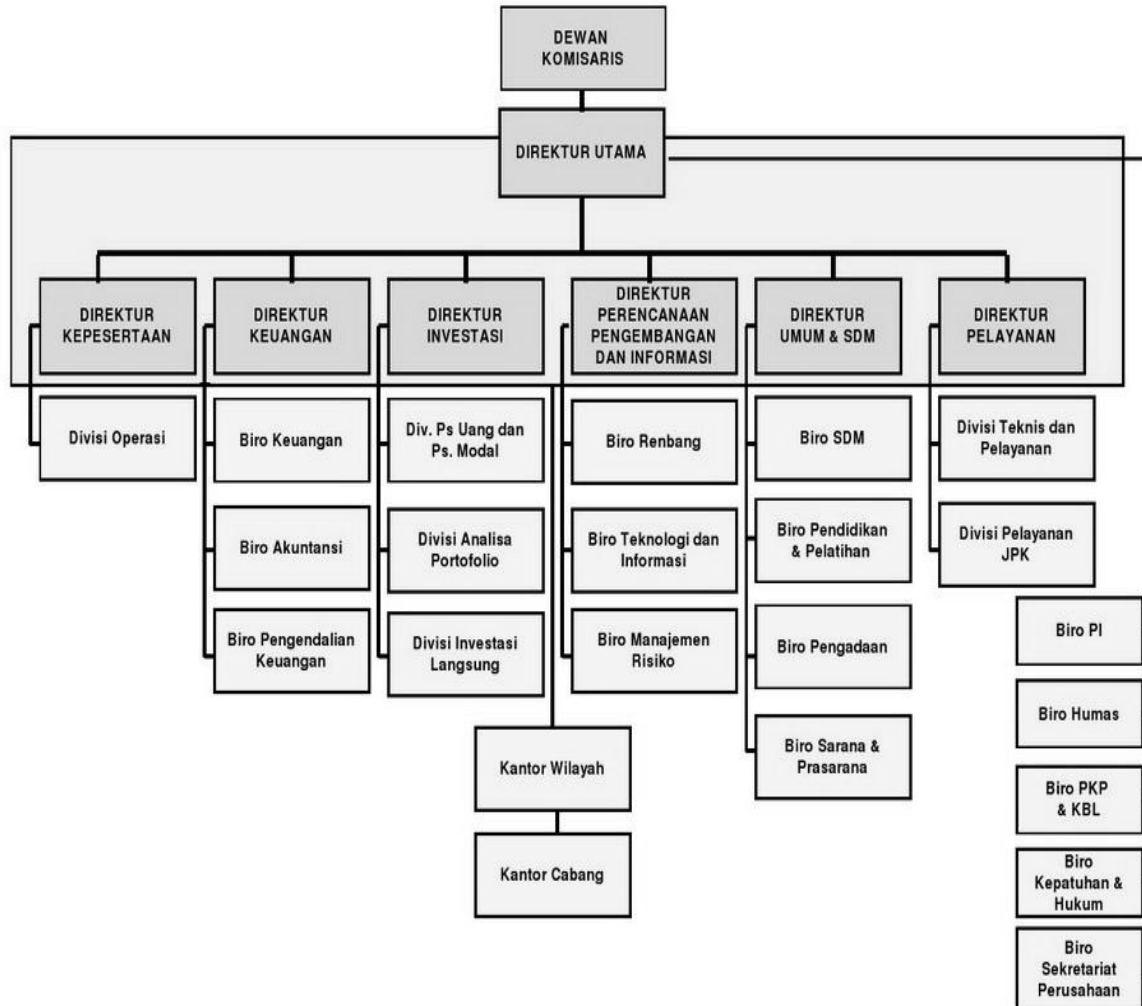 DEWAN
KOMISARIS
DIREKTUR UTAMA
DIREKTUR
KEPESERTAAN
DIREKTUR
KEUANGAN
DIREKTUR
INVESTASI
DIREKTUR
PERENCANAAN
PENGEMBANGAN
DAN INFORMASI
DIREKTUR
UMUM & SDM
DIREKTUR
PELAYANAN
Divisi Operasi
Biro Keuangan
Div. Ps Uang dan
Ps. Modal
Biro Renbang
Biro SDM
Divisi Teknis dan
Pelayanan
Biro Akuntansi
Divisi Analisa
Portofolio
Biro Teknologi dan
Informasi
Biro Pendidikan
& Pelatihan
Divisi Pelayanan
JPK
Biro Pengendalian
Keuangan
Divisi Investasi
Langsung
Biro Manajemen
Risiko
Biro Pengadaan
Biro PI
Biro Humas
Kantor Wilayah
Biro Sarana &
Prasarana
Biro PKP
& KBL
Kantor Cabang
Biro
Kepatuhan &
Hukum
Biro
Sekretariat
Perusahaan